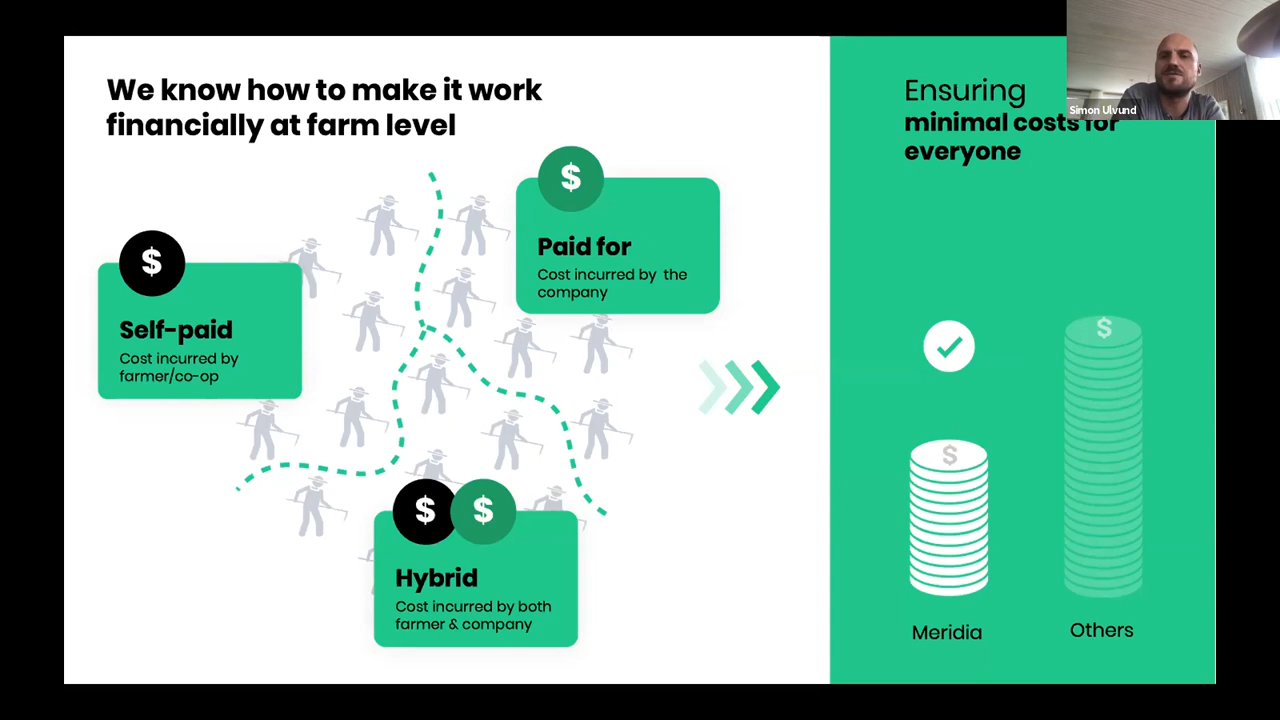 We know how to make it work
financially at farm level
$
Self-paid
Cost incurred by
farmer/co-op
$
Paid for
Cost incurred by the
company
$ $
Hybrid
Cost incurred by both
farmer & company
Ensuring
minimal costs for
everyone
$
Meridia
$
Others
Simon Ulvund